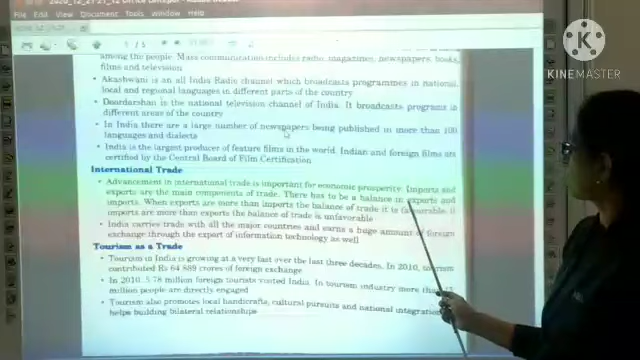 File Edit View Document Tools Window Help
among the people. Mass communication includes radio, magazines, newspapers, books,
films and television
• Akashwani is an all India Radio channel which broadcasts programmes in national,
local and regional languages in different parts of the country
• Doordarshan is the national television channel of India. It broadcasts programs in
different areas of the country
• In India there are a large number of newspapers being published in more than 100
languages and dialects
• India is the largest producer of feature films in the world. Indian and foreign films are
certified by the Central Board of Film Certification
International Trade
• Advancement in international trade is important for economic prosperity. Imports and
exports are the main components of trade. There has to be a balance in exports and
imports. When exports are more than imports the balance of trade it is favourable. If
imports are more than exports the balance of trade is unfavorable
• India carries trade with all the major countries and earns a huge amount of foreign
exchange through the export of information technology as well
Tourism as a Trade
• Tourism in India is growing at a very fast over the last three decades. In 2010, tourism
contributed Rs 64 889 crores of foreign exchange
• In 2010. 5.78 million foreign tourists visited India. In tourism industry more than 15
million people are directly engaged
• Tourism also promotes local handicrafts, cultural pursuits and national integration
helps building bilateral relationships
KINEMASTER